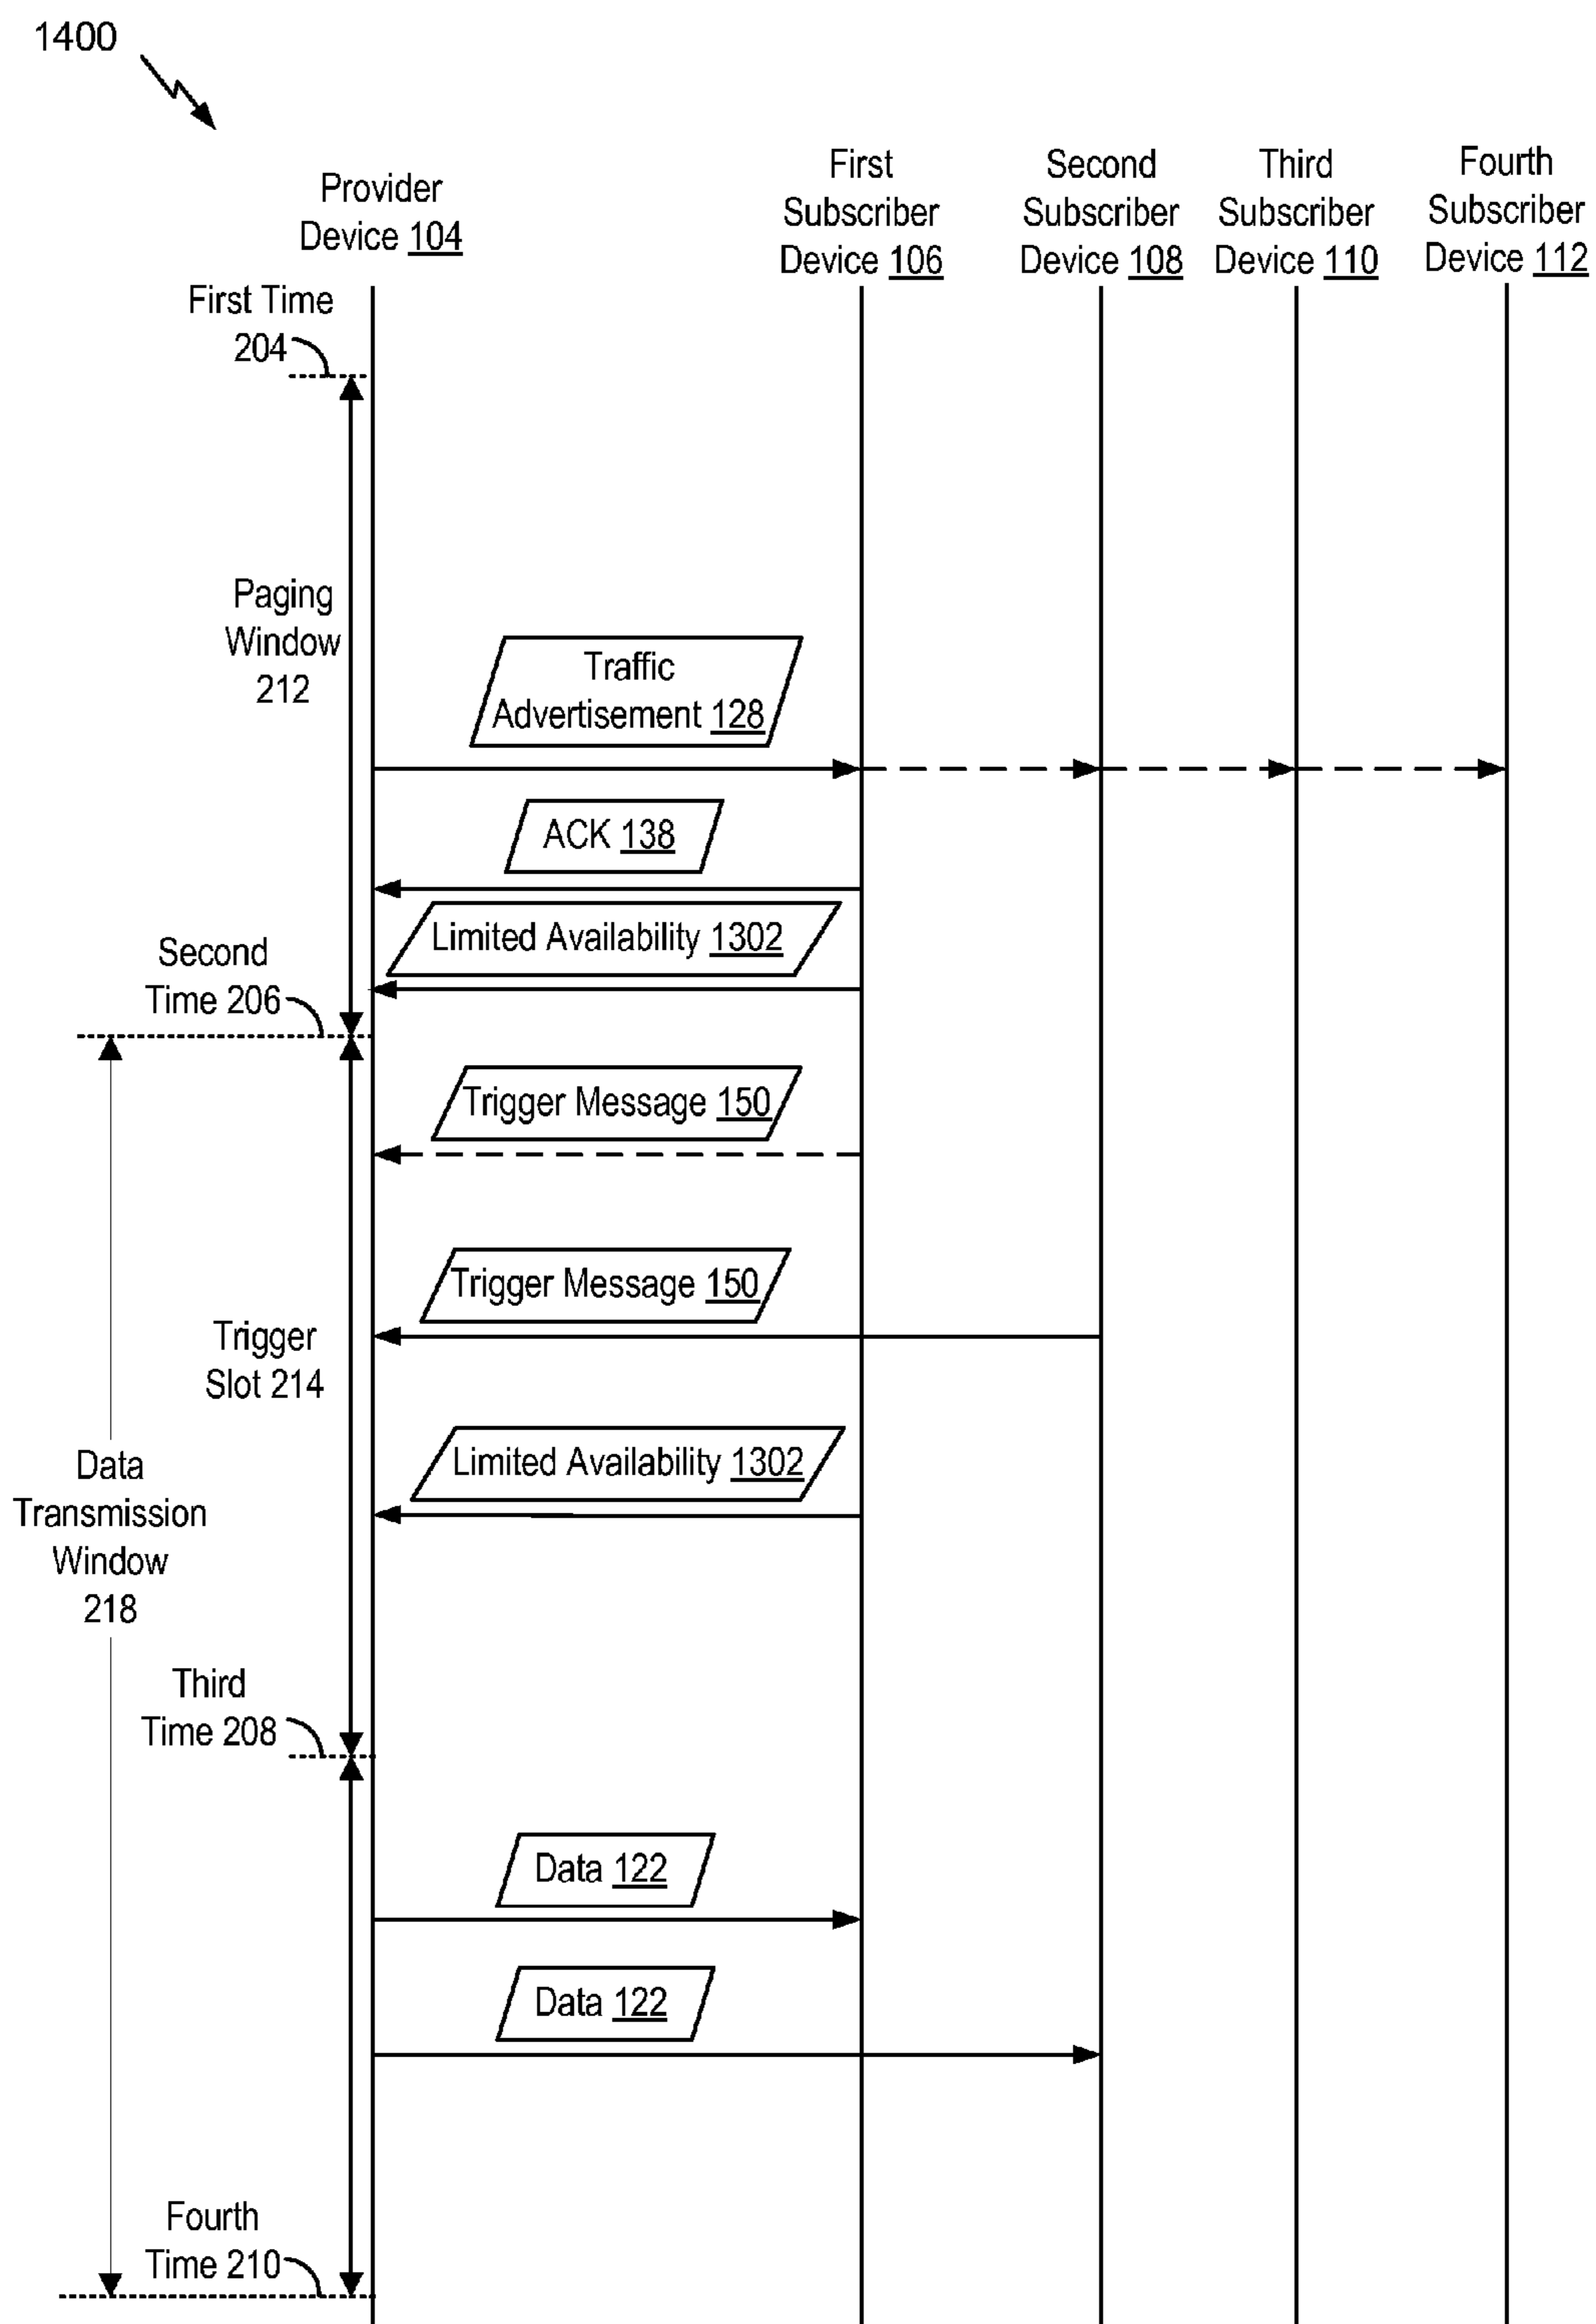 1400
Provider
Device 104
First
Subscriber
Device 106
Second
Subscriber
Device 108
Third
Subscriber
Device 110
Fourth
Subscriber
Device 112
First Time
204
Paging
Window
212
Traffic
Advertisement 128
ACK 138
Limited Availability 1302
Second
Time 206
Trigger Message 150
Trigger Message 150
Trigger
Slot 214
Limited Availability 1302
Data
Transmission
Window
218
Third
Time 208
Data 122
Data 122
Fourth
Time 210